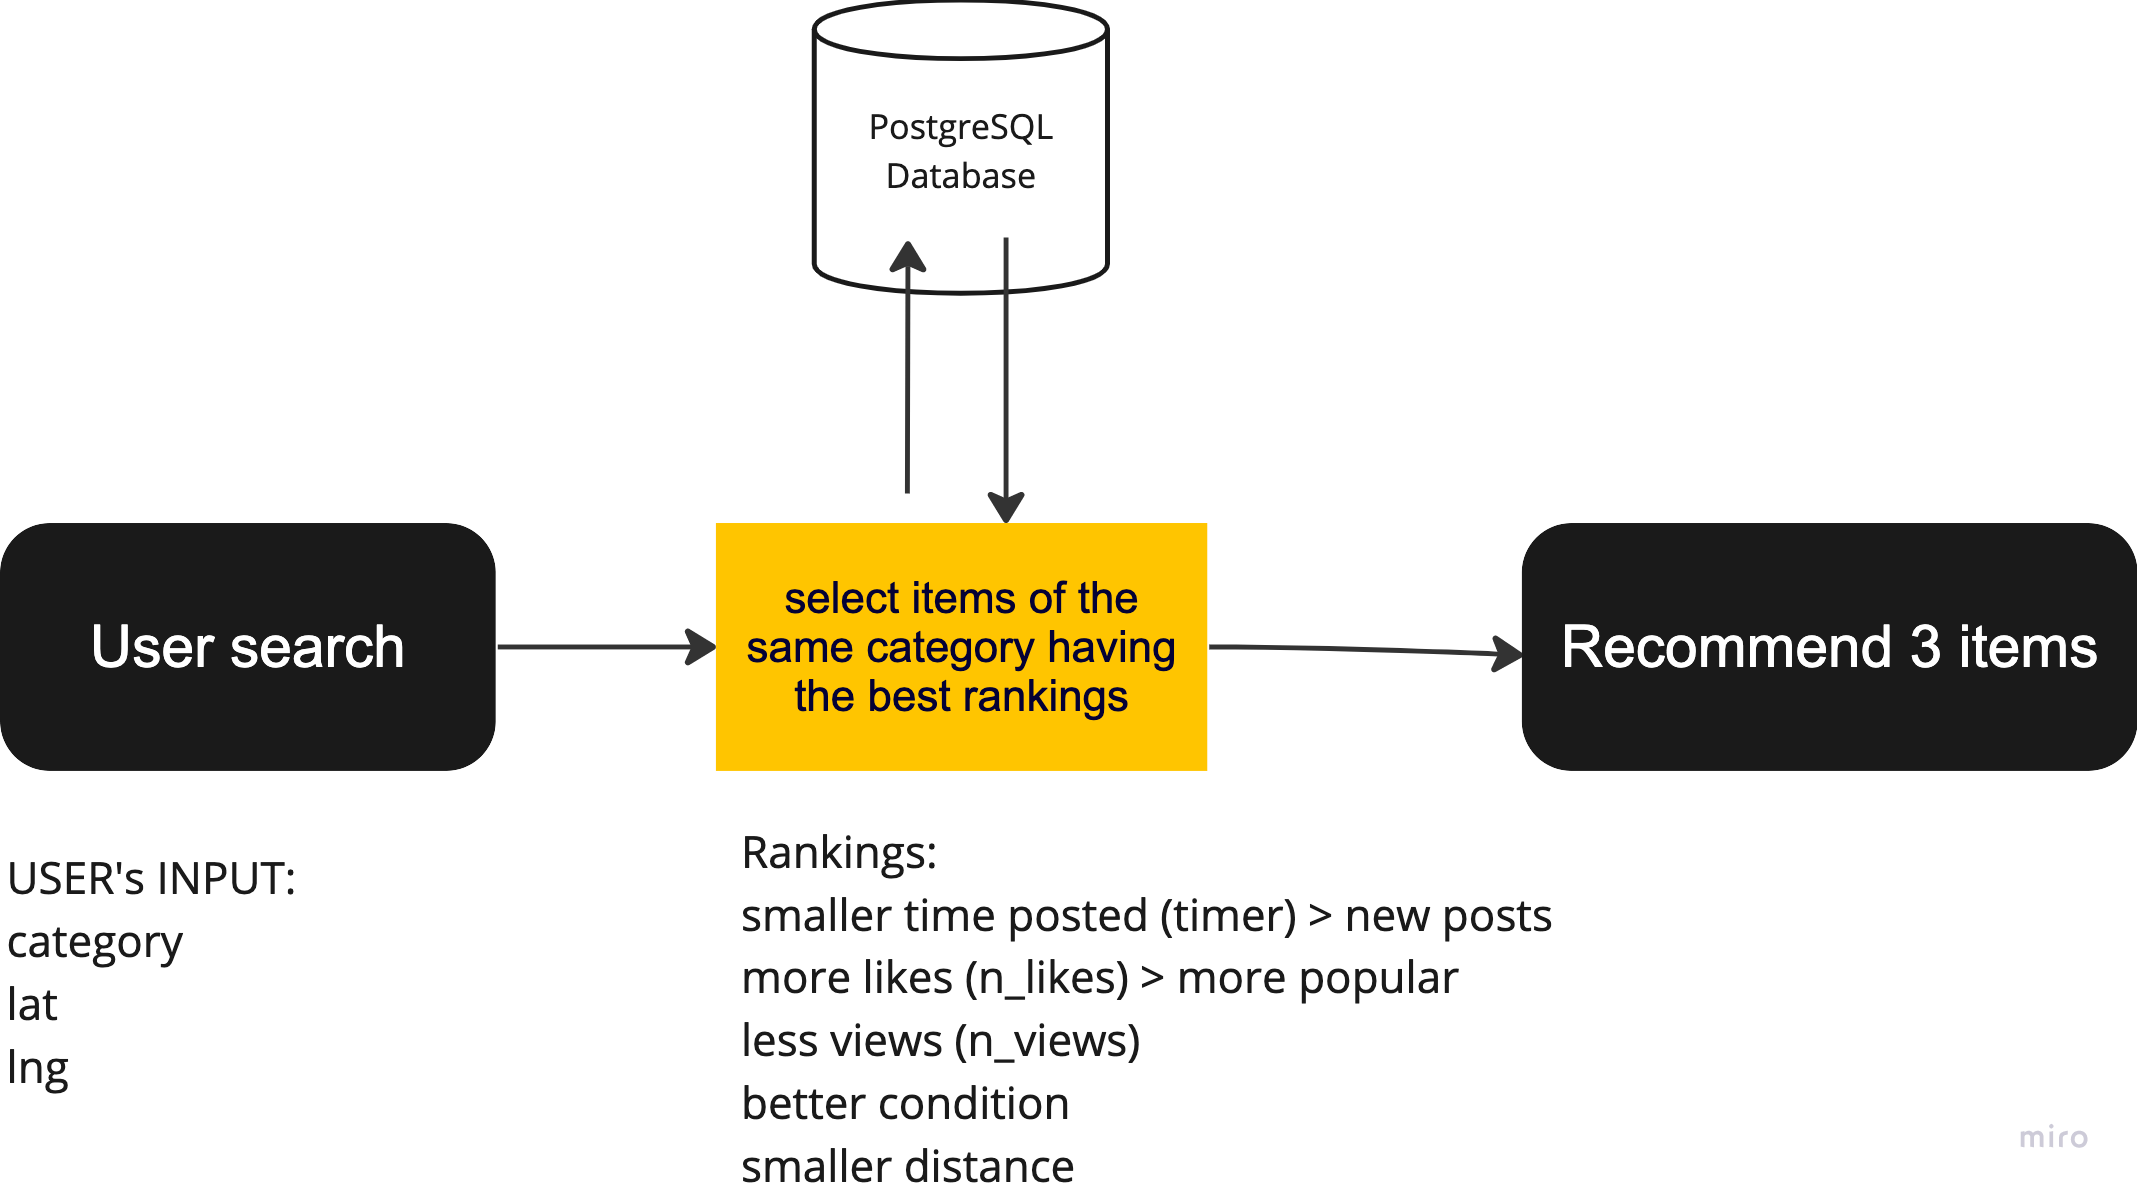 PostgreSQL
Database
User search
select items of the
same category having
the best rankings
Recommend 3 items
USER's INPUT:
category
lat
lng
Rankings:
smaller time posted (timer) > new posts
more likes (n_likes) > more popular
less views (n_views)
better condition
smaller distance
miro